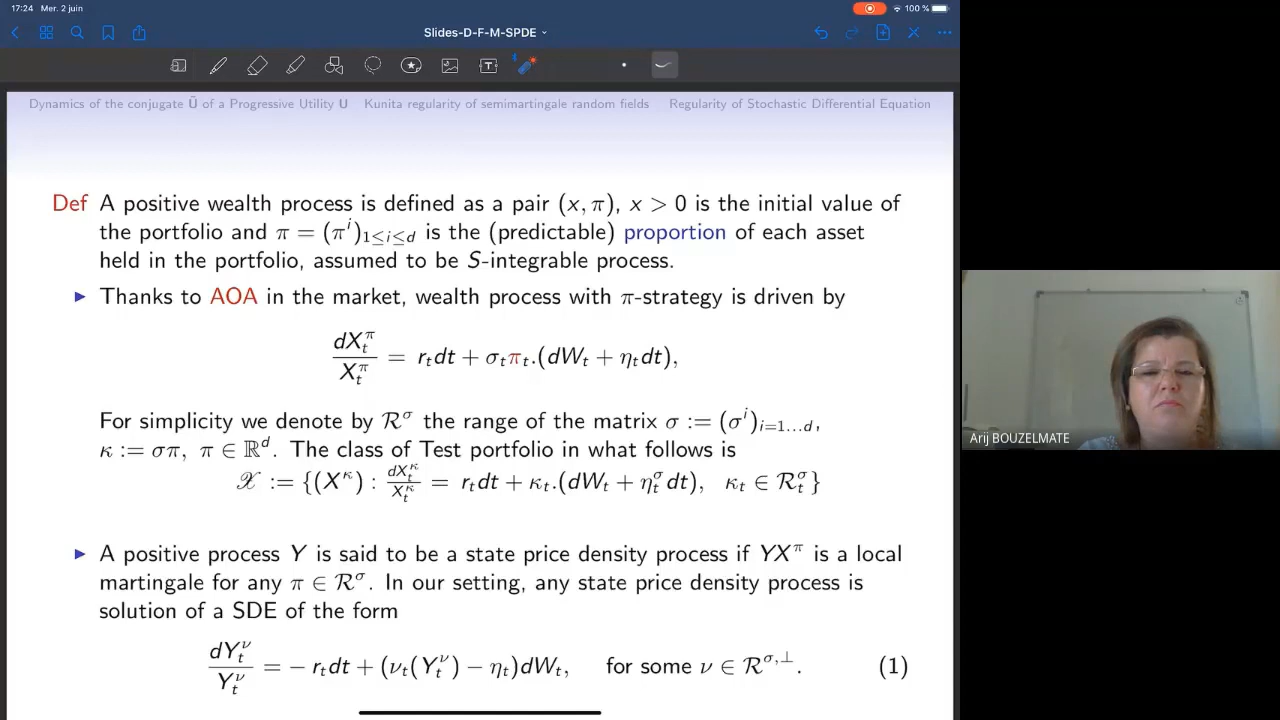 17:24 Mer. 2 juin 100 %
Slides-D-F-M-SPDE
Dynamics of the conjugate Ũ of a Progressive Utility U Kunita regularity of semimartingale random fields Regularity of Stochastic Differential Equation
Def A positive wealth process is defined as a pair (x, π), x > 0 is the initial value of
the portfolio and π = (πⁱ)₁≤ᵢ≤d is the (predictable) proportion of each asset
held in the portfolio, assumed to be S-integrable process.
▶ Thanks to AOA in the market, wealth process with π-strategy is driven by
dX_t^π / X_t^π = r_t dt + σ_t π_t.(dW_t + η_t dt),
For simplicity we denote by ℛ^σ the range of the matrix σ := (σⁱ)_{i=1...d},
κ := σπ, π ∈ ℝ^d. The class of Test portfolio in what follows is
𝒳 := {(X^κ) : dX_t^κ / X_t^κ = r_t dt + κ_t.(dW_t + η_t^σ dt), κ_t ∈ ℛ_t^σ}
▶ A positive process Y is said to be a state price density process if YX^π is a local
martingale for any π ∈ ℛ^σ. In our setting, any state price density process is
solution of a SDE of the form
dY_t^ν / Y_t^ν = − r_t dt + (ν_t(Y_t^ν) − η_t)dW_t, for some ν ∈ ℛ^{σ,⊥}. (1)
Arij BOUZELMATE